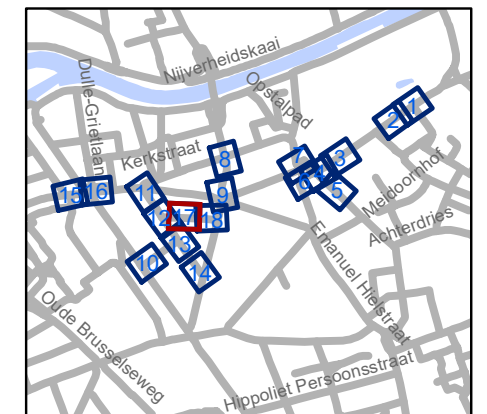 Nijverheidskaai
Dulle-Grietlaan
Opstalpad
Kerkstraat
Meldoornhof
Achterdries
Emanuel Hielstraat
Oude Brusselseweg
Hippoliet Persoonsstraat
1
2
3
4
5
6
7
8
9
10
11
12
13
14
15
16
17
18